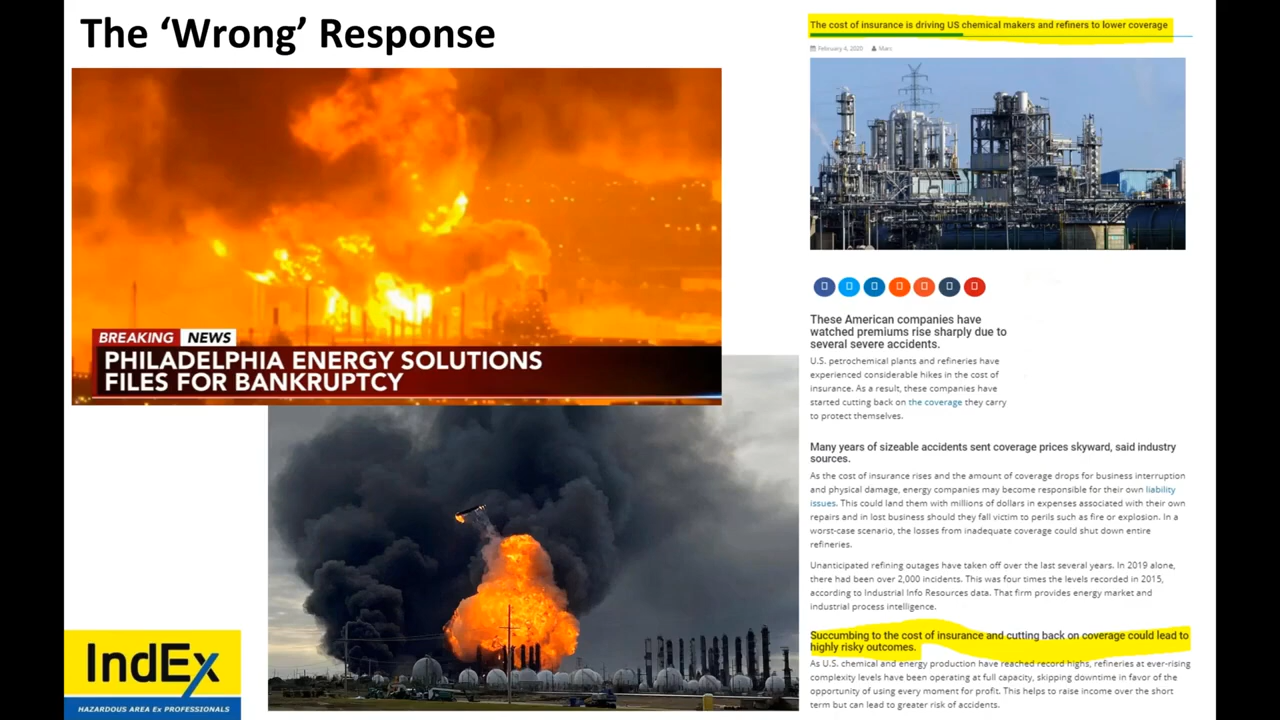 The ‘Wrong’ Response
BREAKING NEWS
PHILADELPHIA ENERGY SOLUTIONS
FILES FOR BANKRUPTCY
IndEx
HAZARDOUS AREA Ex PROFESSIONALS
The cost of insurance is driving US chemical makers and refiners to lower coverage
February 4, 2020 Marc
These American companies have
watched premiums rise sharply due to
several severe accidents.
U.S. petrochemical plants and refineries have
experienced considerable hikes in the cost of
insurance. As a result, these companies have
started cutting back on the coverage they carry
to protect themselves.
Many years of sizeable accidents sent coverage prices skyward, said industry
sources.
As the cost of insurance rises and the amount of coverage drops for business interruption
and physical damage, energy companies may become responsible for their own liability
issues. This could land them with millions of dollars in expenses associated with their own
repairs and in lost business should they fall victim to perils such as fire or explosion. In a
worst-case scenario, the losses from inadequate coverage could shut down entire
refineries.
Unanticipated refining outages have taken off over the last several years. In 2019 alone,
there had been over 2,000 incidents. This was four times the levels recorded in 2015,
according to Industrial Info Resources data. That firm provides energy market and
industrial process intelligence.
Succumbing to the cost of insurance and cutting back on coverage could lead to
highly risky outcomes.
As U.S. chemical and energy production have reached record highs, refineries at ever-rising
complexity levels have been operating at full capacity, skipping downtime in favor of the
opportunity of using every moment for profit. This helps to raise income over the short
term but can lead to greater risk of accidents.